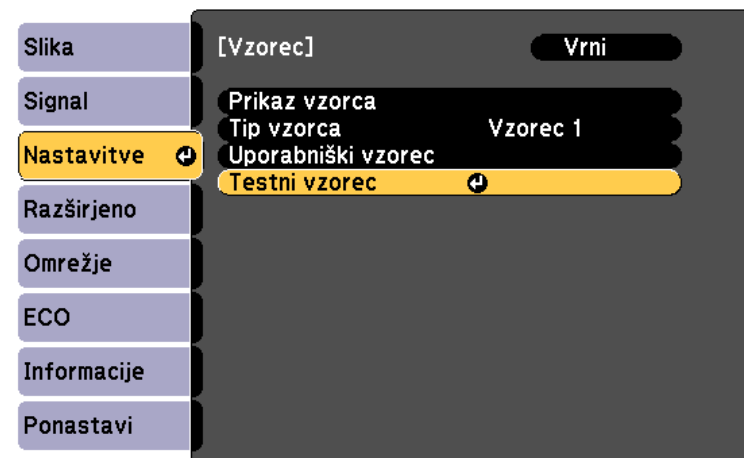 Slika
Signal
Nastavitve
Razširjeno
Omrežje
ECO
Informacije
Ponastavi
[Vzorec] Vrni
Prikaz vzorca
Tip vzorca Vzorec 1
Uporabniški vzorec
Testni vzorec